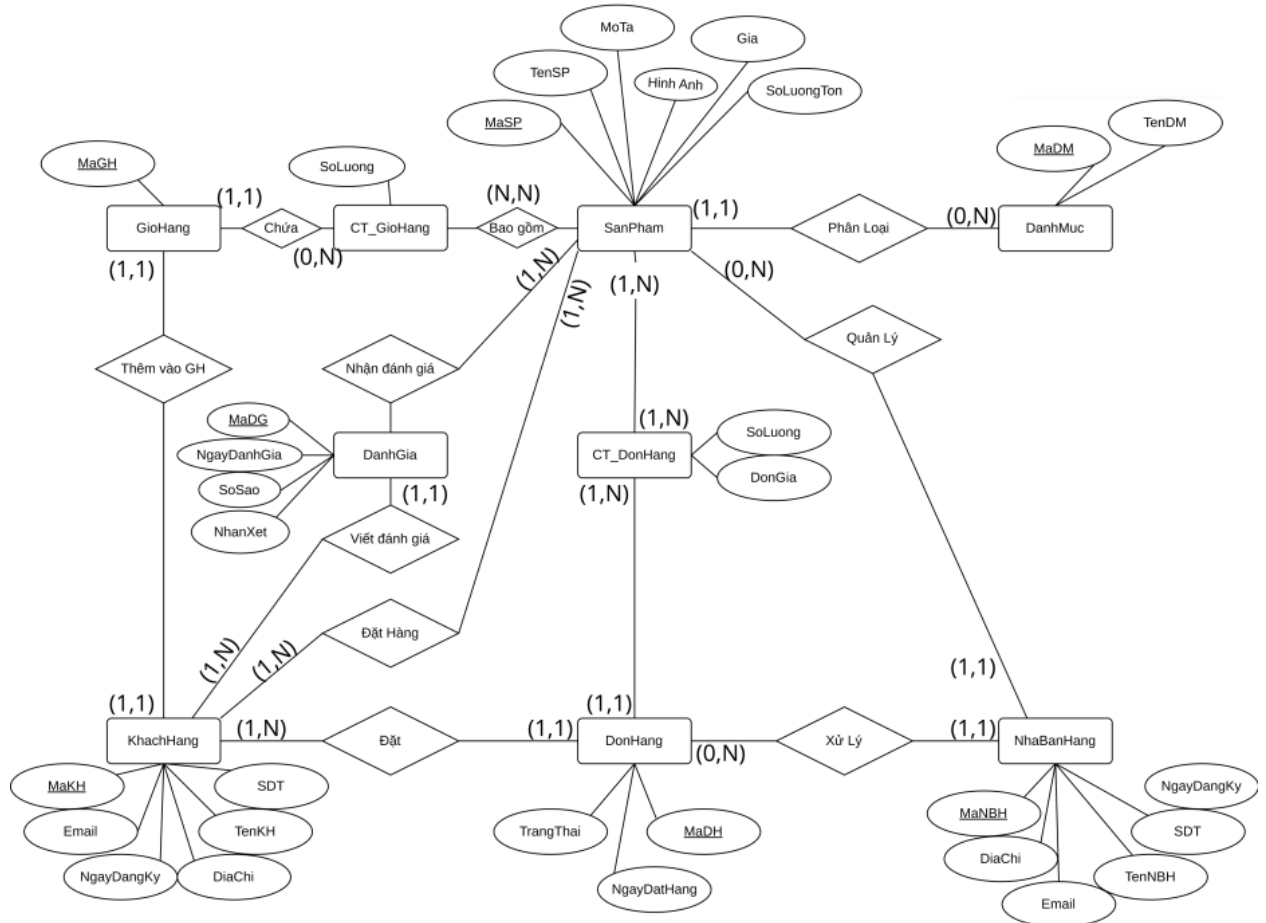 MoTa
Gia
TenSP
Hinh Anh
SoLuongTon
MaSP
TenDM
MaDM
MaGH
SoLuong
(1,1)
(N,N)
(1,1)
(0,N)
GioHang
Chứa
CT_GioHang
Bao gồm
SanPham
Phân Loại
DanhMuc
(0,N)
(1,1)
(1,N)
(1,N)
(1,N)
(0,N)
Thêm vào GH
Nhận đánh giá
Quản Lý
MaDG
NgayDanhGia
SoSao
NhanXet
DanhGia
(1,1)
(1,N)
CT_DonHang
(1,N)
SoLuong
DonGia
Viết đánh giá
Đặt Hàng
(1,N)
(1,N)
(1,1)
(1,1)
(1,1)
KhachHang
(1,N)
Đặt
(1,1)
DonHang
(0,N)
Xử Lý
(1,1)
NhaBanHang
MaKH
SDT
Email
TenKH
NgayDangKy
DiaChi
TrangThai
MaDH
NgayDatHang
NgayDangKy
MaNBH
SDT
DiaChi
TenNBH
Email